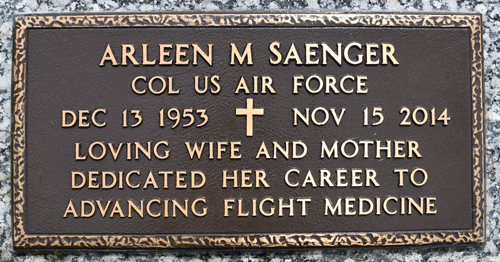 ARLEEN M SAENGER
COL US AIR FORCE
DEC 13 1953 NOV 15 2014
LOVING WIFE AND MOTHER
DEDICATED HER CAREER TO
ADVANCING FLIGHT MEDICINE